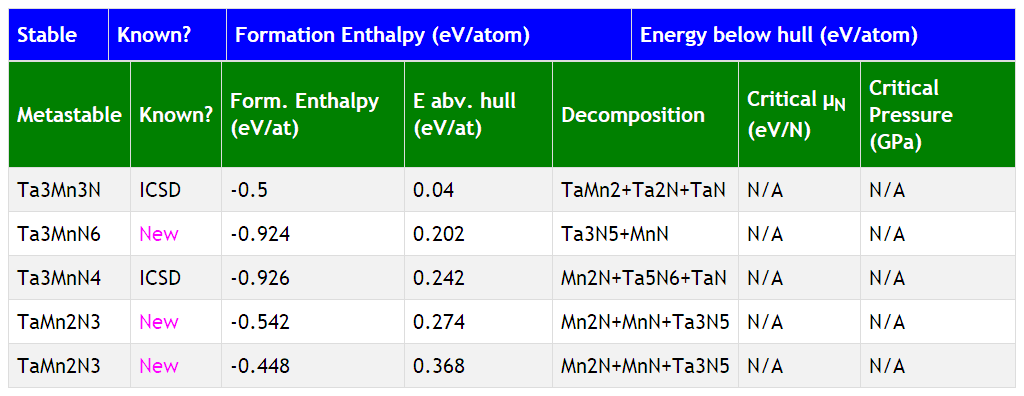 Stable Known? Formation Enthalpy (eV/atom) Energy below hull (eV/atom)
Metastable Known? Form. Enthalpy (eV/at) E abv. hull (eV/at) Decomposition Critical μN (eV/N) Critical Pressure (GPa)
Ta3Mn3N ICSD -0.5 0.04 TaMn2+Ta2N+TaN N/A N/A
Ta3MnN6 New -0.924 0.202 Ta3N5+MnN N/A N/A
Ta3MnN4 ICSD -0.926 0.242 Mn2N+Ta5N6+TaN N/A N/A
TaMn2N3 New -0.542 0.274 Mn2N+MnN+Ta3N5 N/A N/A
TaMn2N3 New -0.448 0.368 Mn2N+MnN+Ta3N5 N/A N/A